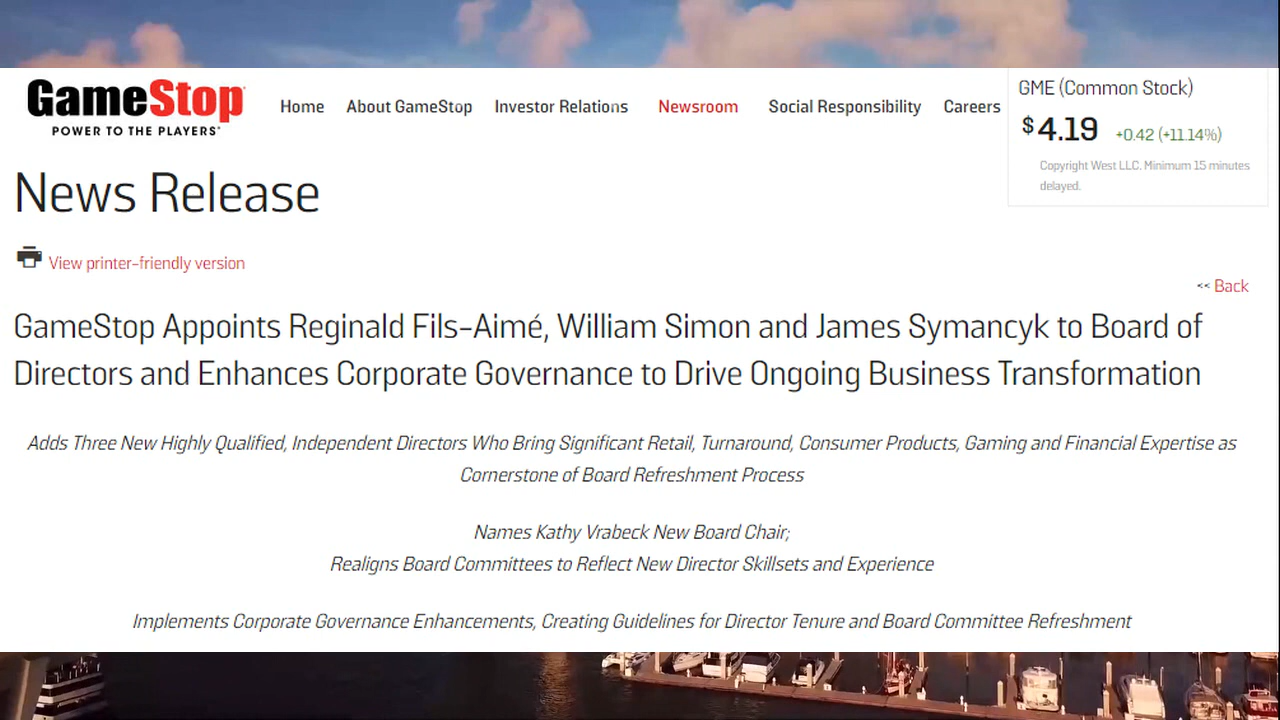 GameStop
POWER TO THE PLAYERS®
Home About GameStop Investor Relations Newsroom Social Responsibility Careers
GME (Common Stock)
$4.19 +0.42 (+11.14%)
Copyright West LLC. Minimum 15 minutes
delayed.
News Release
View printer-friendly version
<< Back
GameStop Appoints Reginald Fils-Aimé, William Simon and James Symancyk to Board of
Directors and Enhances Corporate Governance to Drive Ongoing Business Transformation
Adds Three New Highly Qualified, Independent Directors Who Bring Significant Retail, Turnaround, Consumer Products, Gaming and Financial Expertise as
Cornerstone of Board Refreshment Process
Names Kathy Vrabeck New Board Chair;
Realigns Board Committees to Reflect New Director Skillsets and Experience
Implements Corporate Governance Enhancements, Creating Guidelines for Director Tenure and Board Committee Refreshment